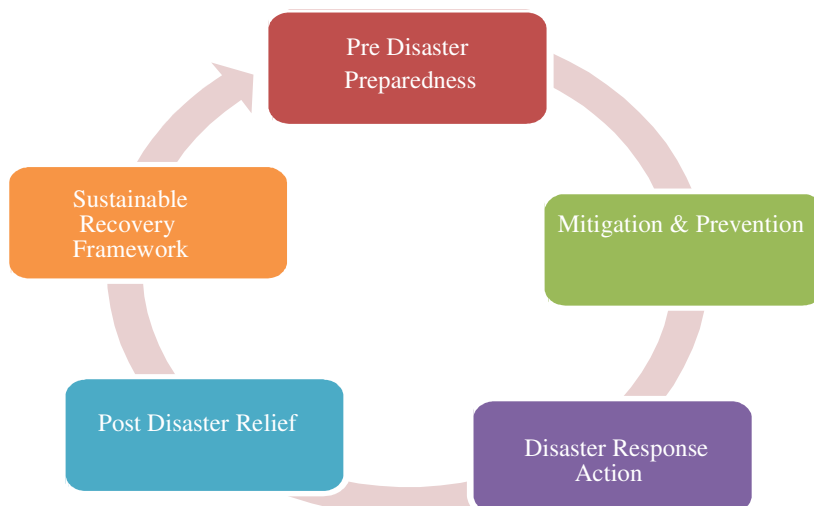 Pre Disaster
Preparedness
Mitigation & Prevention
Disaster Response
Action
Post Disaster Relief
Sustainable
Recovery
Framework